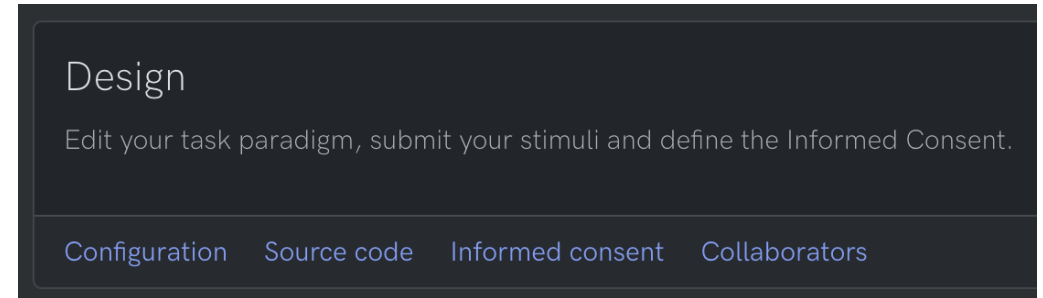 Design
Edit your task paradigm, submit your stimuli and define the Informed Consent.
Configuration Source code Informed consent Collaborators